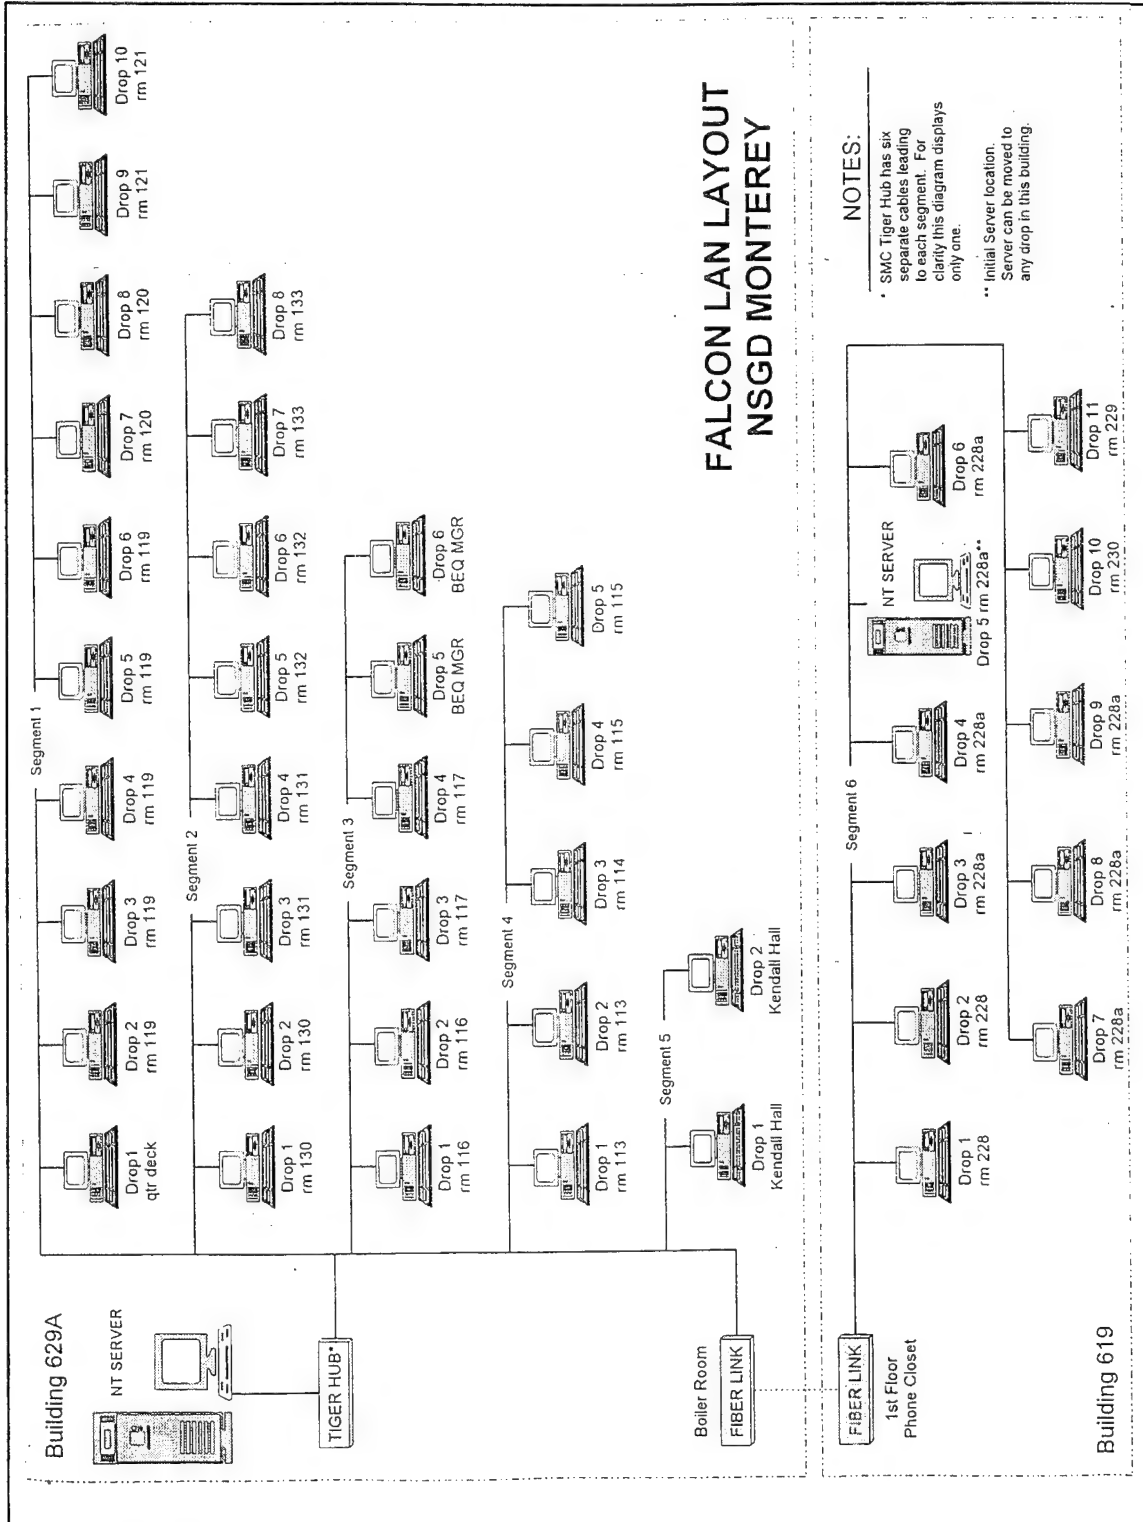 Building 629A
NT SERVER
TIGER HUB*
Segment 1
Drop1
qtr deck
Drop 2
rm 119
Drop 3
rm 119
Drop 4
rm 119
Drop 5
rm 119
Drop 6
rm 119
Drop 7
rm 120
Drop 8
rm 120
Drop 9
rm 121
Drop 10
rm 121
Segment 2
Drop 1
rm 130
Drop 2
rm 130
Drop 3
rm 131
Drop 4
rm 131
Drop 5
rm 132
Drop 6
rm 132
Drop 7
rm 133
Drop 8
rm 133
Segment 3
Drop 1
rm 116
Drop 2
rm 116
Drop 3
rm 117
Drop 4
rm 117
Drop 5
BEQ MGR
Drop 6
BEQ MGR
Segment 4
Drop 1
rm 113
Drop 2
rm 113
Drop 3
rm 114
Drop 4
rm 115
Drop 5
rm 115
Segment 5
Drop 1
Kendall Hall
Drop 2
Kendall Hall
Boiler Room
FIBER LINK
FALCON LAN LAYOUT
NSGD MONTEREY
FIBER LINK
1st Floor
Phone Closet
Segment 6
Drop 1
rm 228
Drop 2
rm 228
Drop 3
rm 228a
Drop 4
rm 228a
NT SERVER
Drop 5 rm 228a**
Drop 6
rm 228a
Drop 7
rm 228a
Drop 8
rm 228a
Drop 9
rm 228a
Drop 10
rm 230
Drop 11
rm 229
Building 619
NOTES:
* SMC Tiger Hub has six
separate cables leading
to each segment. For
clarity this diagram displays
only one.
** Initial Server location.
Server can be moved to
any drop in this building.